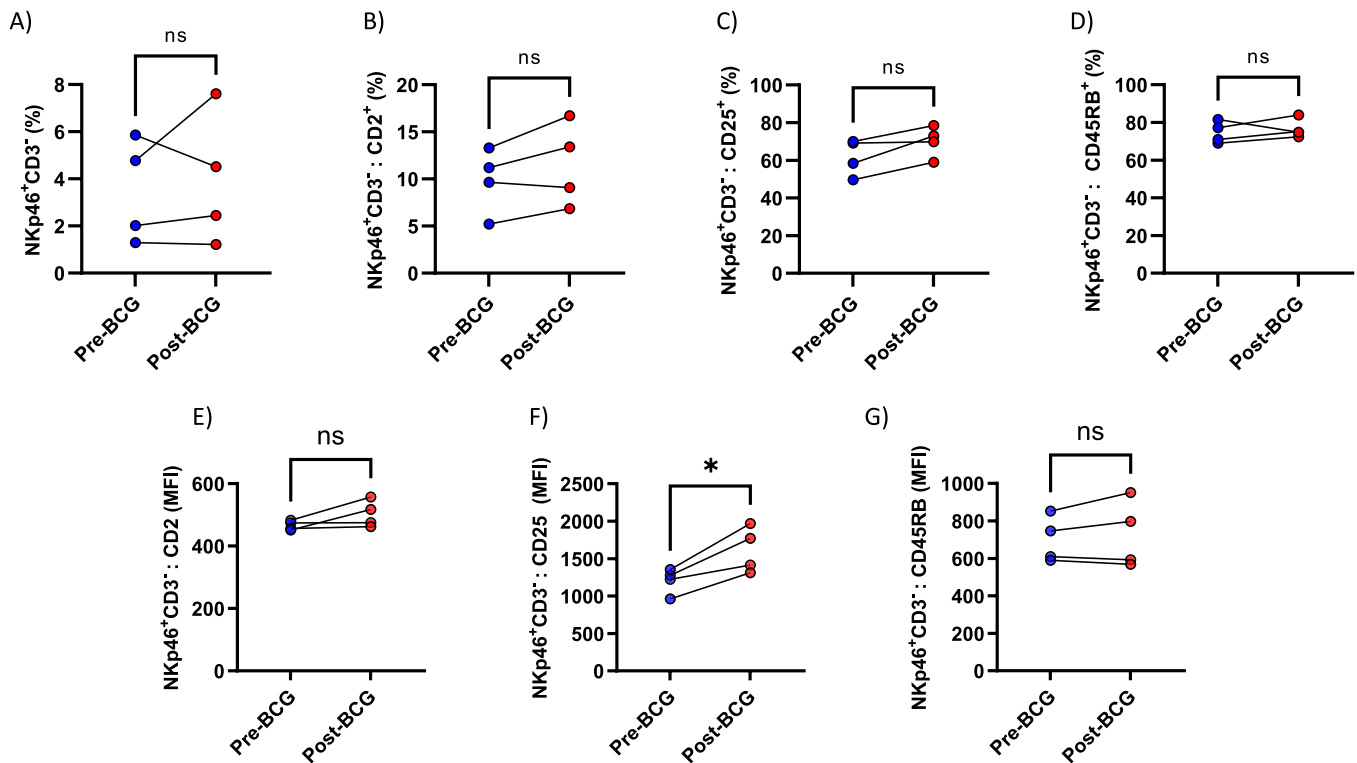 A)
ns
NKp46⁺CD3⁻ (%)
8
6
4
2
0
Pre-BCG
Post-BCG
B)
ns
NKp46⁺CD3⁻ : CD2⁺ (%)
20
15
10
5
0
Pre-BCG
Post-BCG
C)
ns
NKp46⁺CD3⁻ : CD25⁺ (%)
100
80
60
40
20
0
Pre-BCG
Post-BCG
D)
ns
NKp46⁺CD3⁻ : CD45RB⁺ (%)
100
80
60
40
20
0
Pre-BCG
Post-BCG
E)
ns
NKp46⁺CD3⁻ : CD2 (MFI)
600
400
200
0
Pre-BCG
Post-BCG
F)
*
NKp46⁺CD3⁻ : CD25 (MFI)
2500
2000
1500
1000
500
0
Pre-BCG
Post-BCG
G)
ns
NKp46⁺CD3⁻ : CD45RB (MFI)
1000
800
600
400
200
0
Pre-BCG
Post-BCG